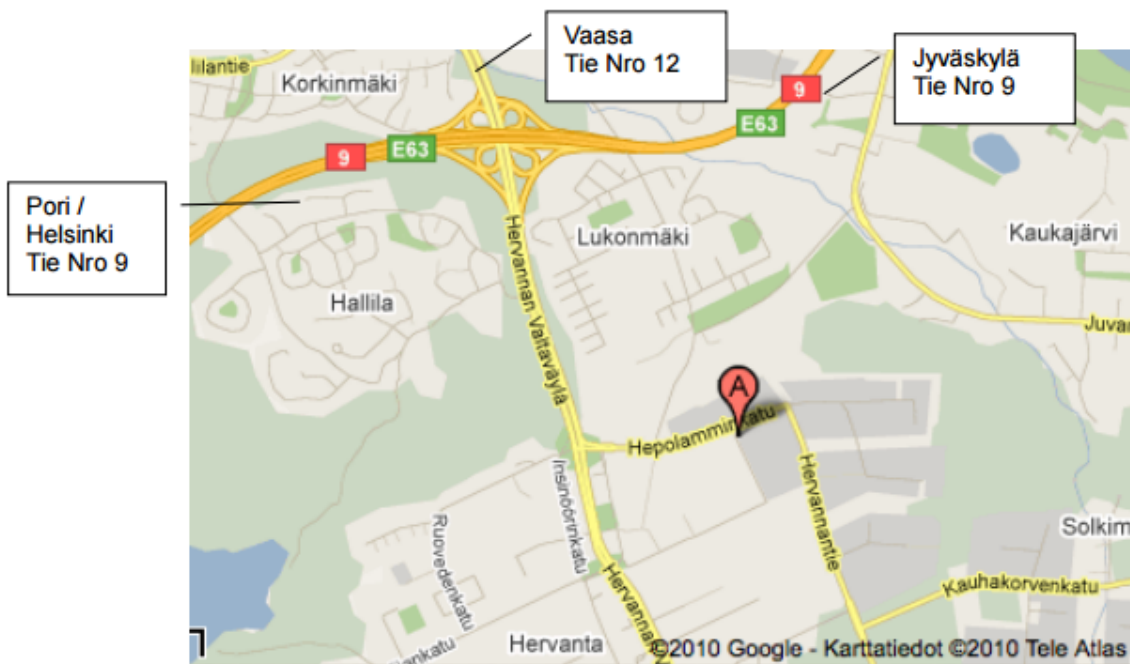 Vaasa
Tie Nro 12
Jyväskylä
Tie Nro 9
lilantie
Korkinmäki
9
E63
E63
9
Pori /
Helsinki
Tie Nro 9
Hallila
Lukonmäki
Kaukajärvi
Hervannan Valtaväylä
Juvan
A
Hepolamminkatu
Insinöörinkatu
Ruovedenkatu
Hervannantie
Solkim
Kauhakorvenkatu
Hervannan V
Hervanta
lankatu
©2010 Google - Karttatiedot ©2010 Tele Atlas